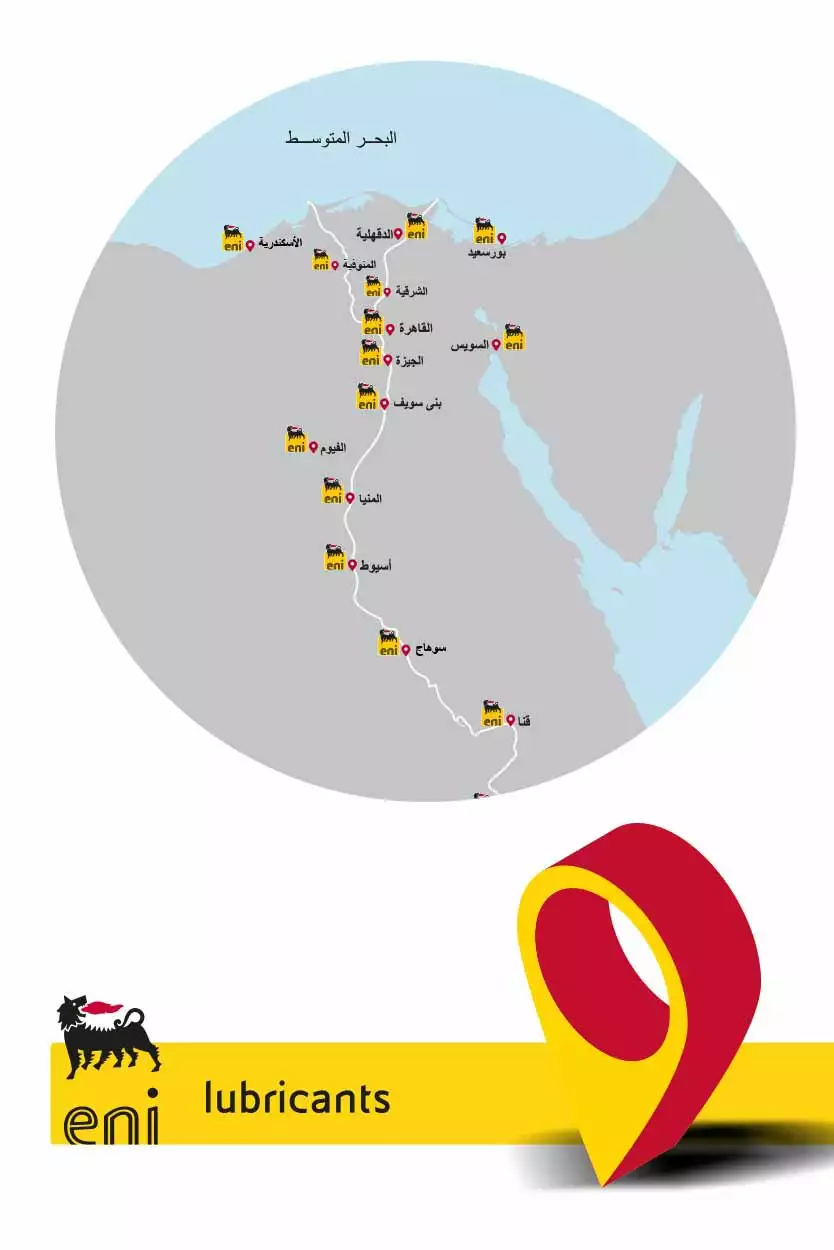 البحــر المتوســـط
eni الأسكندرية
الدقهلية eni
eni بورسعيد
eni المنوفية
eni الشرقية
eni القاهرة
السويس eni
eni الجيزة
eni بنى سويف
eni الفيوم
eni المنيا
eni أسيوط
eni سوهاج
eni قنا
eni lubricants